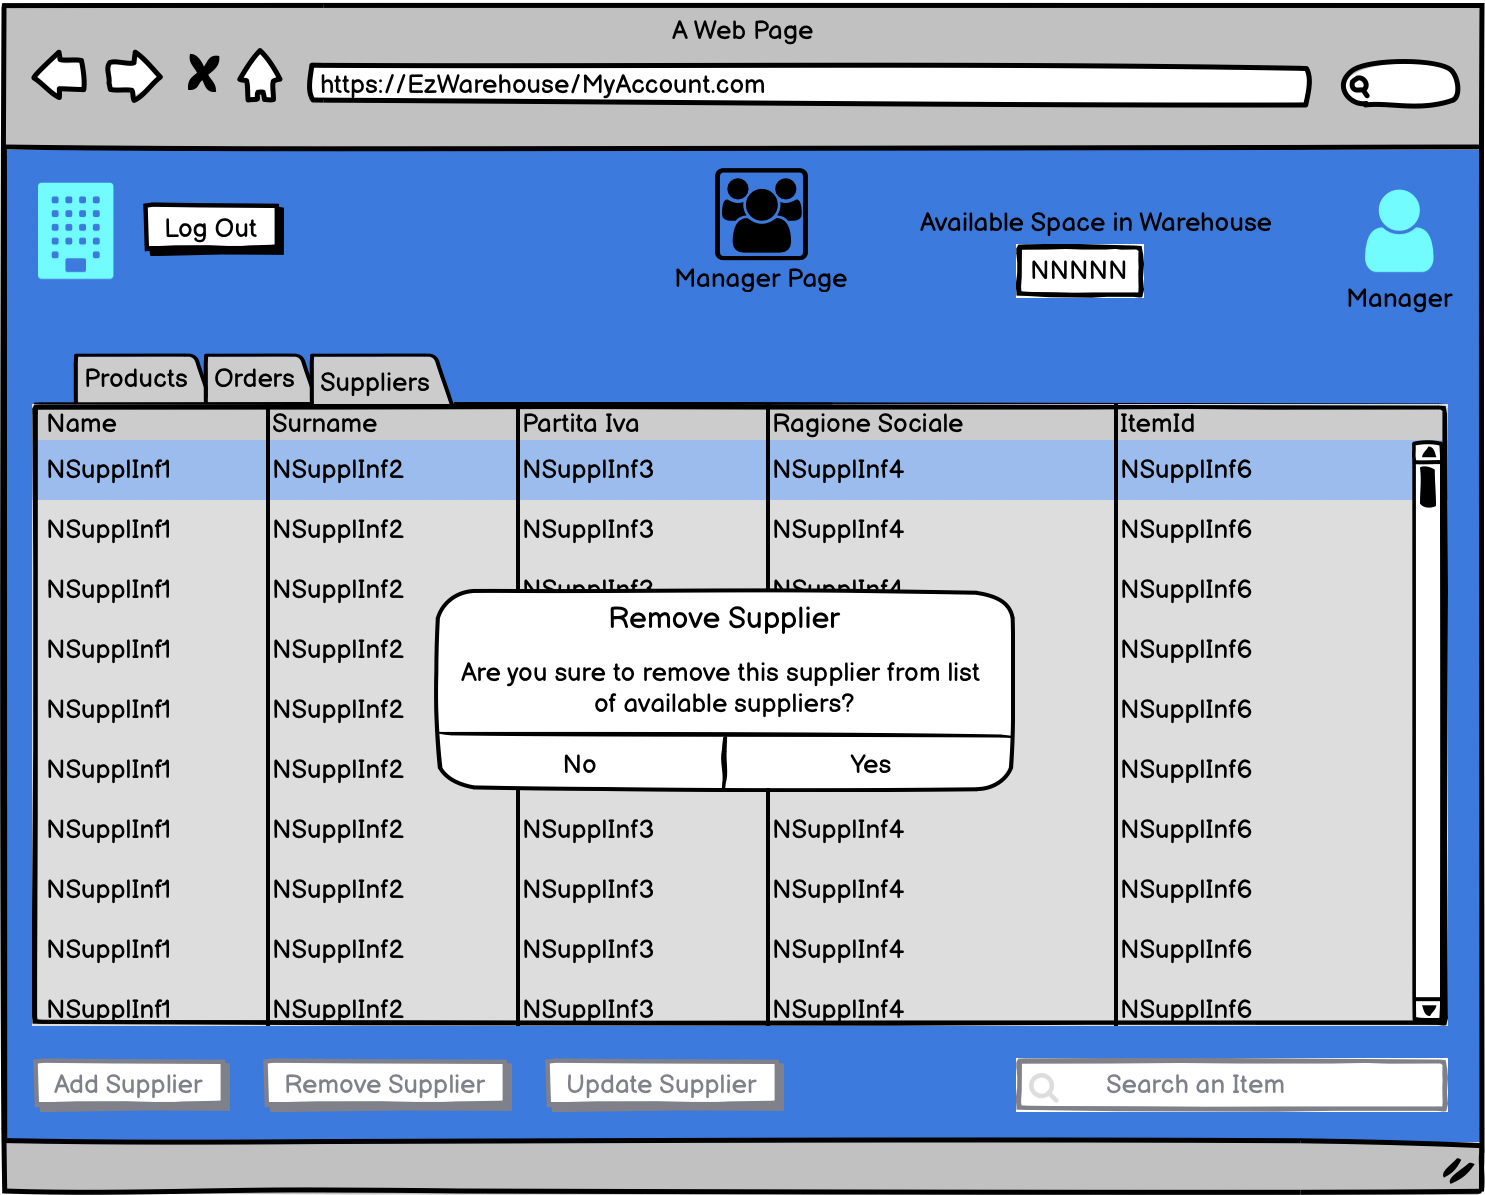 A Web Page
https://EzWarehouse/MyAccount.com
Log Out
Manager Page
Available Space in Warehouse
NNNNN
Manager
Products Orders Suppliers
Name Surname Partita Iva Ragione Sociale ItemId
NSupplInf1 NSupplInf2 NSupplInf3 NSupplInf4 NSupplInf6
NSupplInf1 NSupplInf2 NSupplInf3 NSupplInf4 NSupplInf6
NSupplInf1 NSupplInf2 NSupplInf3 NSupplInf4 NSupplInf6
NSupplInf1 NSupplInf2 NSupplInf6
NSupplInf1 NSupplInf2 NSupplInf6
NSupplInf1 NSupplInf2 NSupplInf6
Remove Supplier
Are you sure to remove this supplier from list
of available suppliers?
No Yes
NSupplInf1 NSupplInf2 NSupplInf3 NSupplInf4 NSupplInf6
NSupplInf1 NSupplInf2 NSupplInf3 NSupplInf4 NSupplInf6
NSupplInf1 NSupplInf2 NSupplInf3 NSupplInf4 NSupplInf6
NSupplInf1 NSupplInf2 NSupplInf3 NSupplInf4 NSupplInf6
Add Supplier Remove Supplier Update Supplier Search an Item